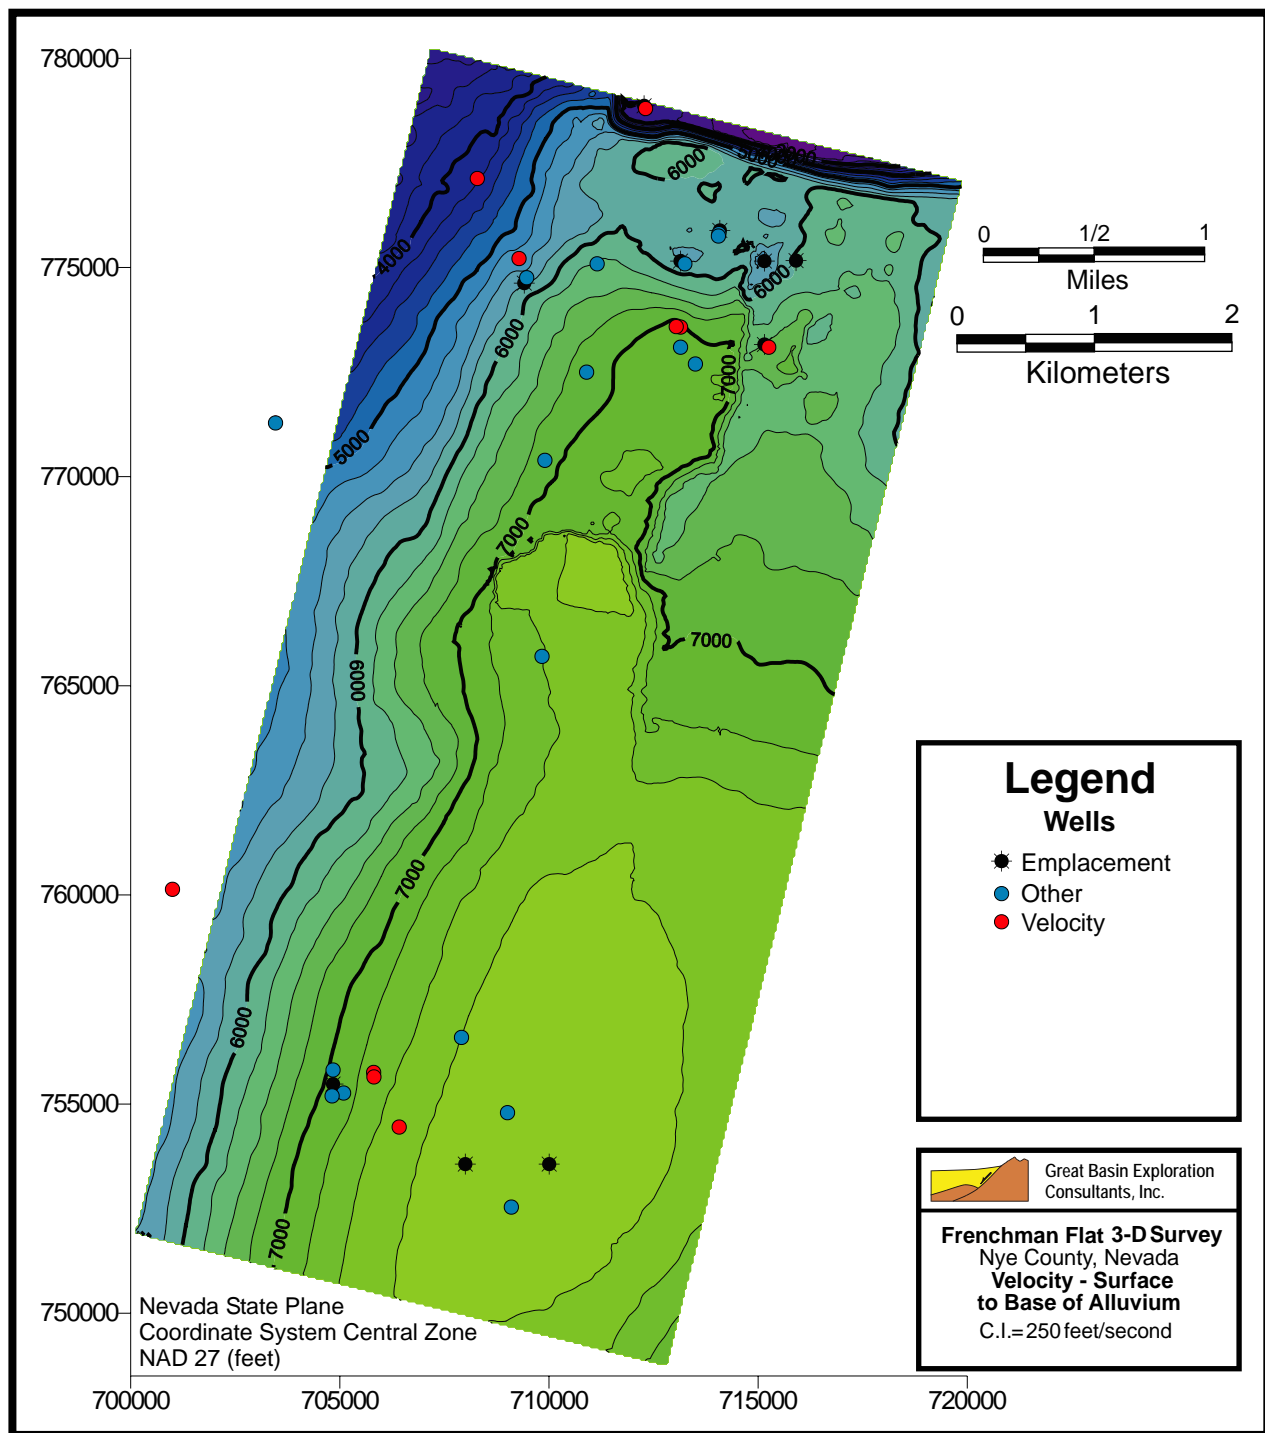 780000
775000
770000
765000
760000
755000
750000
700000
705000
710000
715000
720000
4000
5000
6000
6000
6000
7000
7000
7000
6000
7000
7000
6000
7000
0 1/2 1
Miles
0 1 2
Kilometers
Legend
Wells
Emplacement
Other
Velocity
Great Basin Exploration
Consultants, Inc.
Frenchman Flat 3-D Survey
Nye County, Nevada
Velocity - Surface
to Base of Alluvium
C.I.=250 feet/second
Nevada State Plane
Coordinate System Central Zone
NAD 27 (feet)